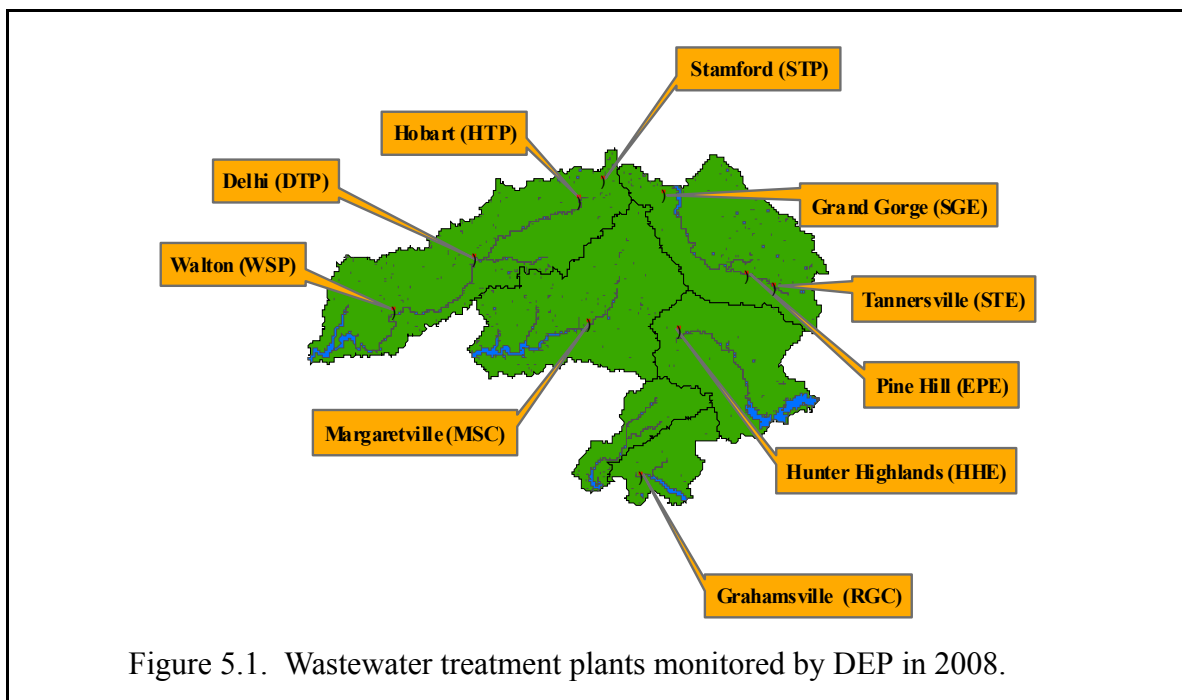 Stamford (STP)
Hobart (HTP)
Delhi (DTP)
Grand Gorge (SGE)
Walton (WSP)
Tannersville (STE)
Pine Hill (EPE)
Margaretville (MSC)
Hunter Highlands (HHE)
Grahamsville (RGC)
Figure 5.1. Wastewater treatment plants monitored by DEP in 2008.